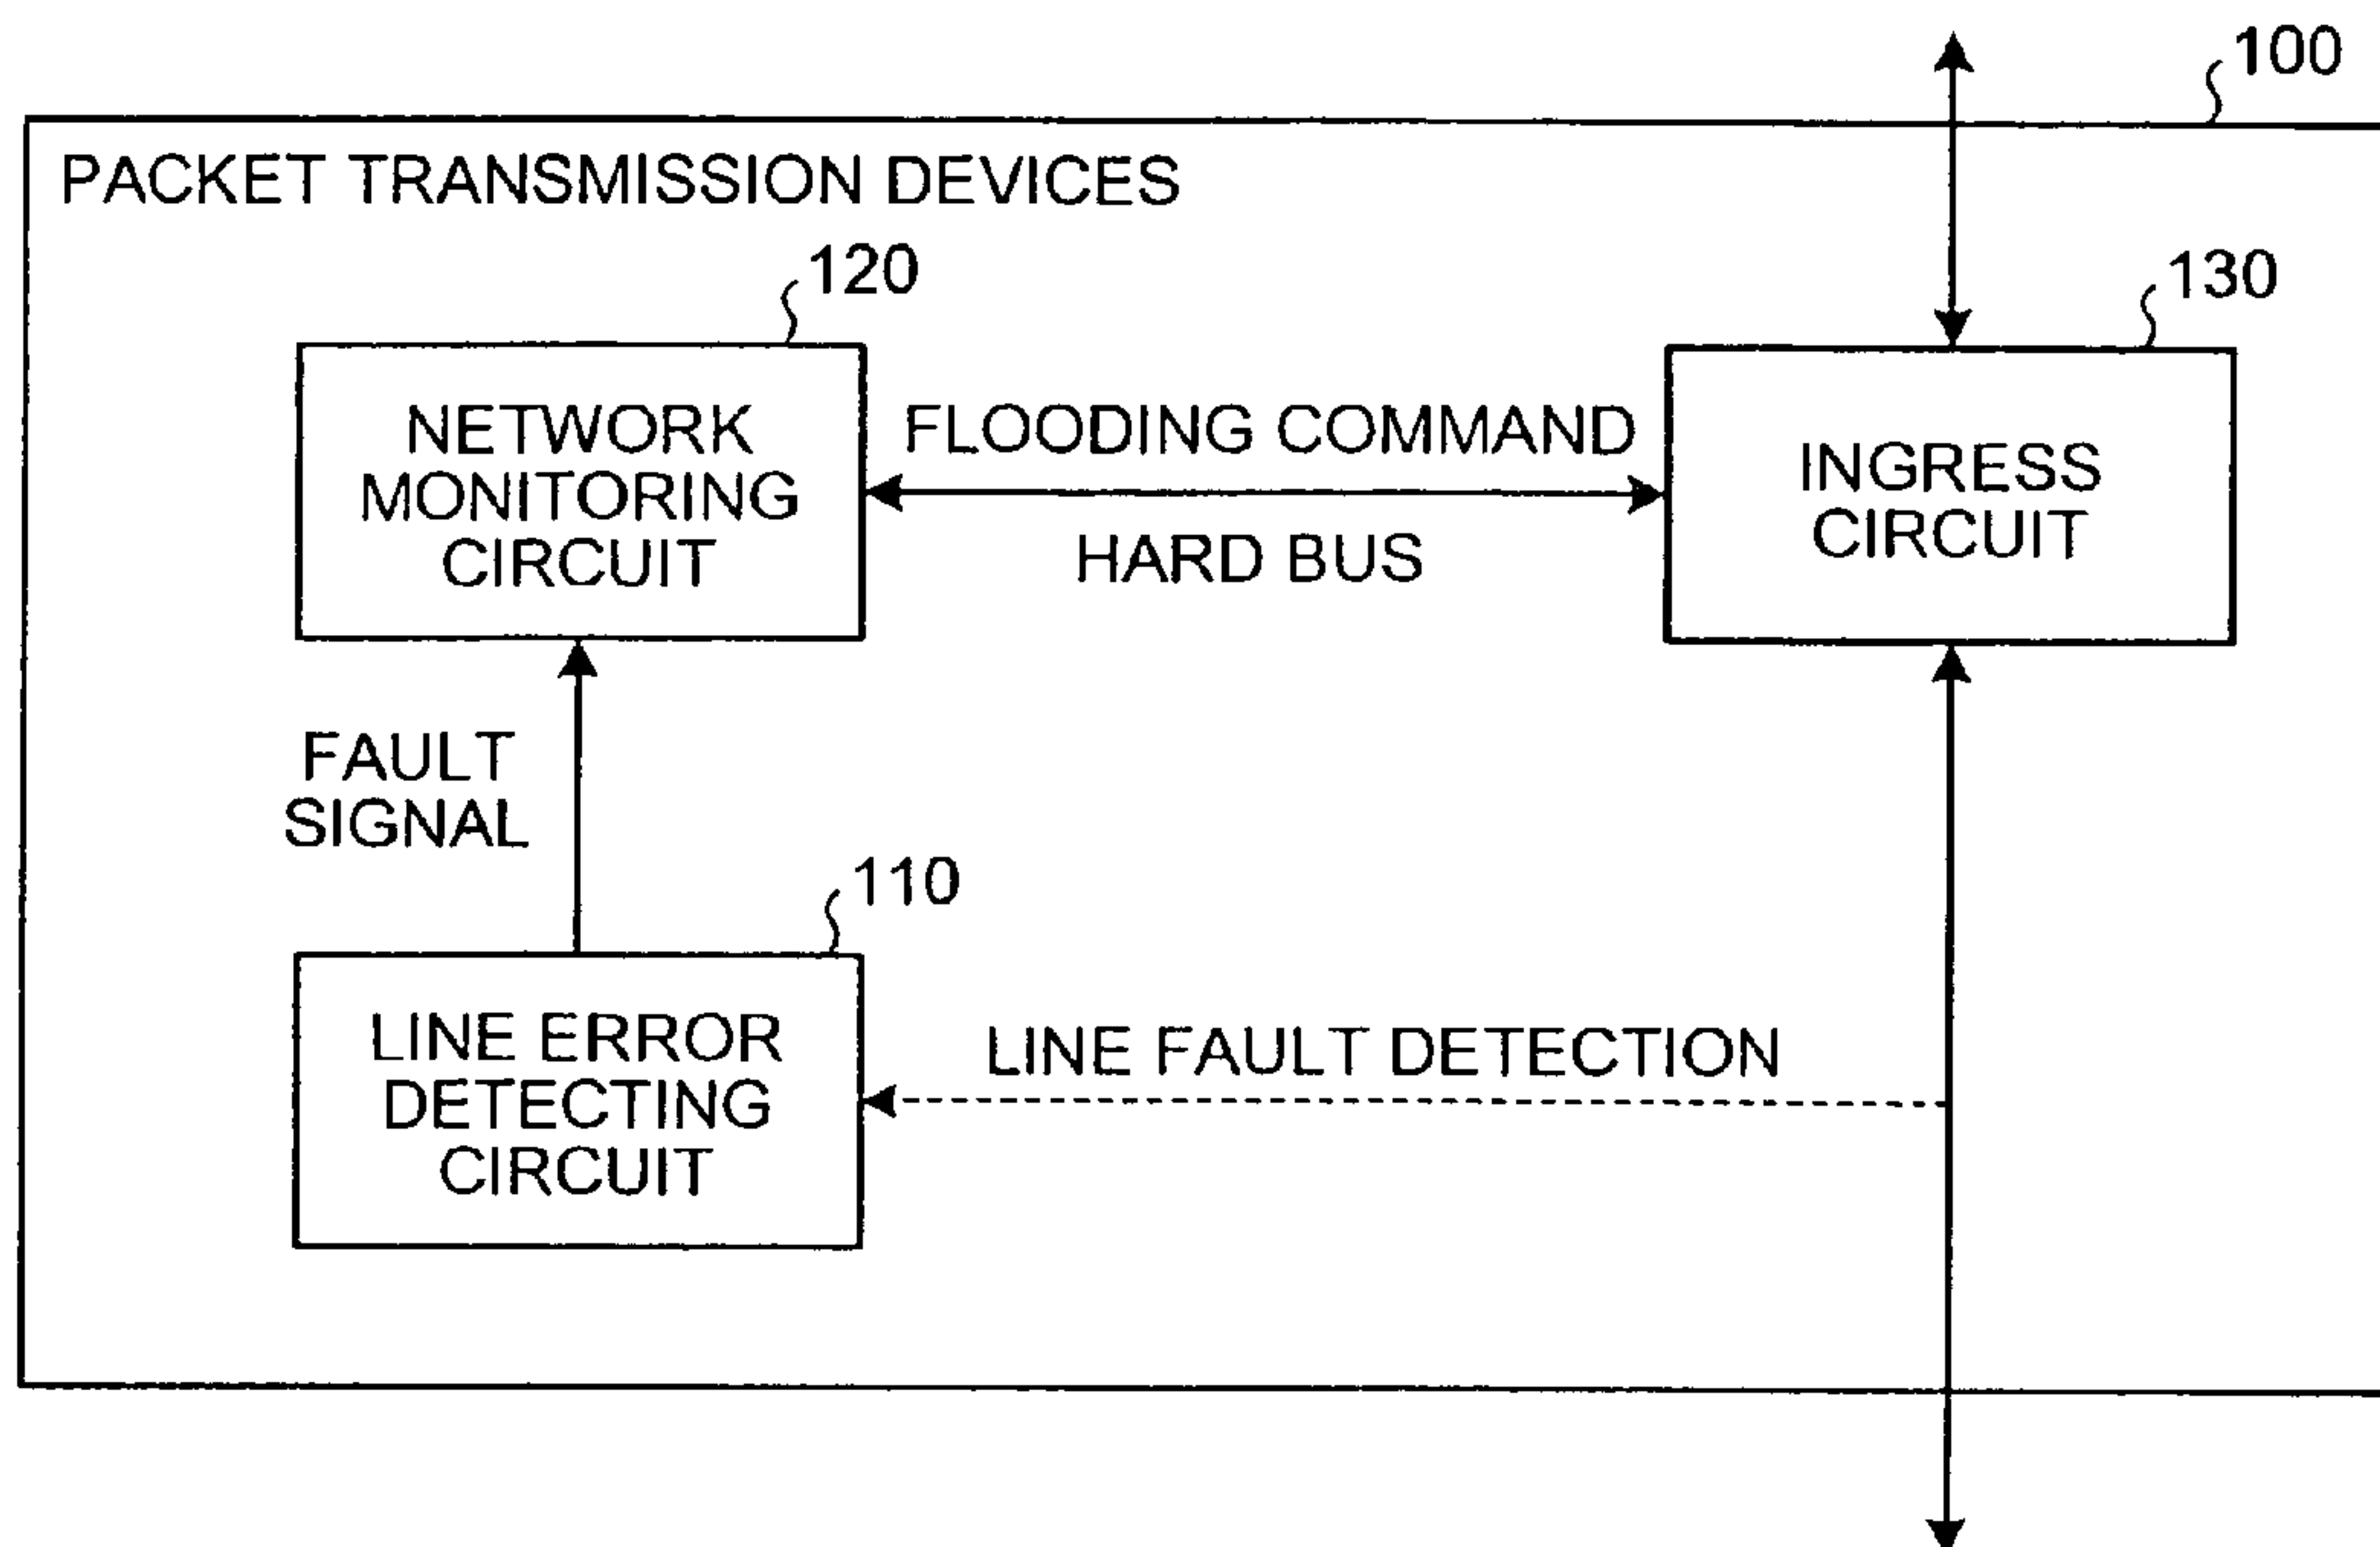 100
PACKET TRANSMISSION DEVICES
120
130
NETWORK
MONITORING
CIRCUIT
FLOODING COMMAND
HARD BUS
INGRESS
CIRCUIT
FAULT
SIGNAL
110
LINE ERROR
DETECTING
CIRCUIT
LINE FAULT DETECTION